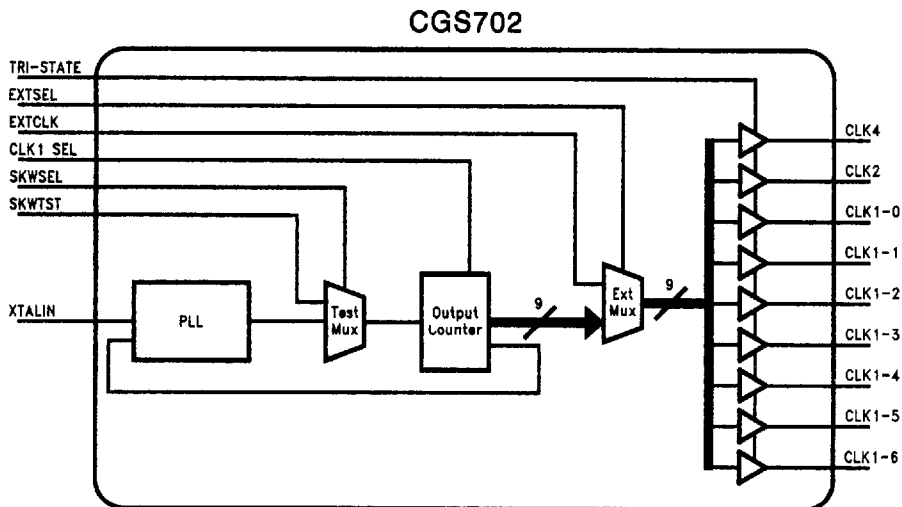 CGS702
TRI-STATE
EXTSEL
EXTCLK
CLK1 SEL
SKWSEL
SKWTST
XTALIN
PLL
Test
Mux
Output
Counter
9
Ext
Mux
9
CLK4
CLK2
CLK1-0
CLK1-1
CLK1-2
CLK1-3
CLK1-4
CLK1-5
CLK1-6